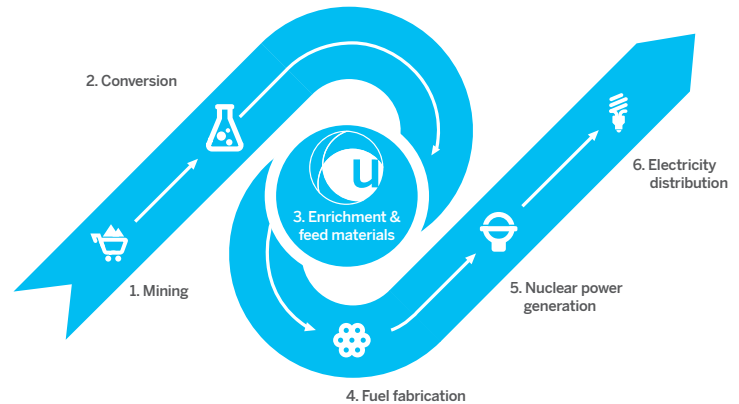 1. Mining
2. Conversion
u
3. Enrichment &
feed materials
4. Fuel fabrication
5. Nuclear power
generation
6. Electricity
distribution